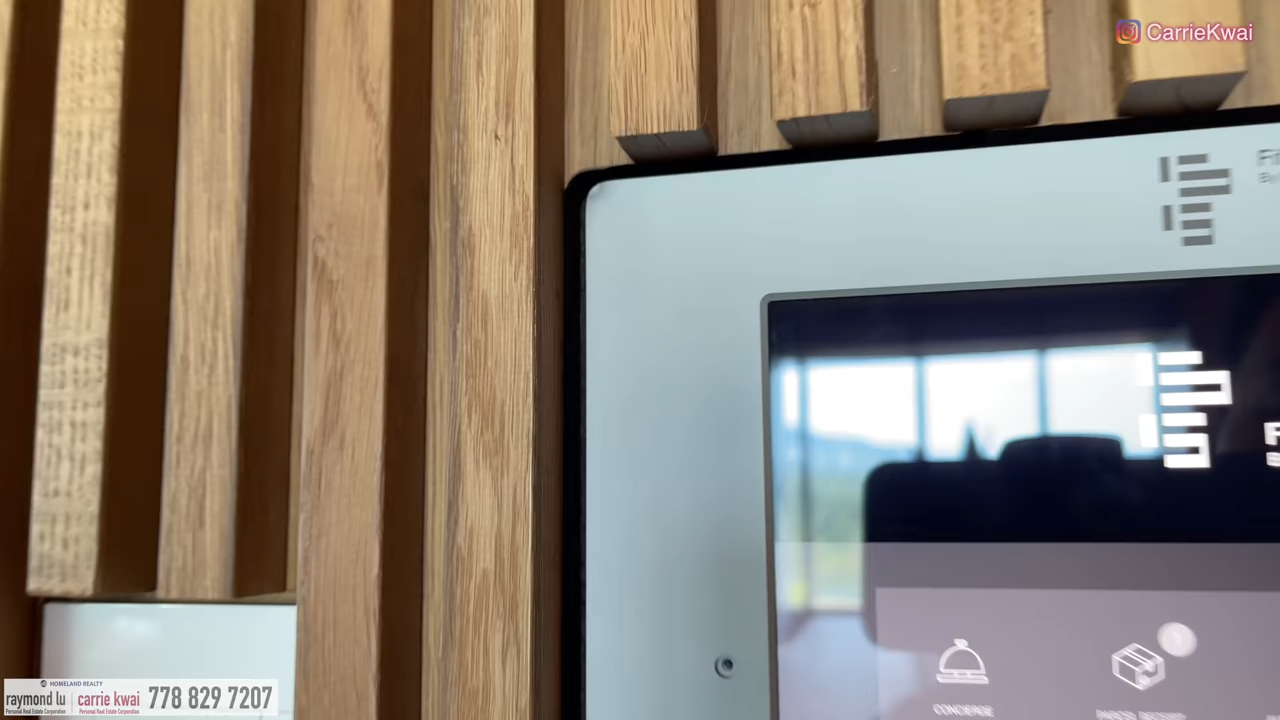 CarrieKwai
CONCIERGE
HOMELAND REALTY
raymond lu
Personal Real Estate Corporation
carrie kwai
Personal Real Estate Corporation
778 829 7207